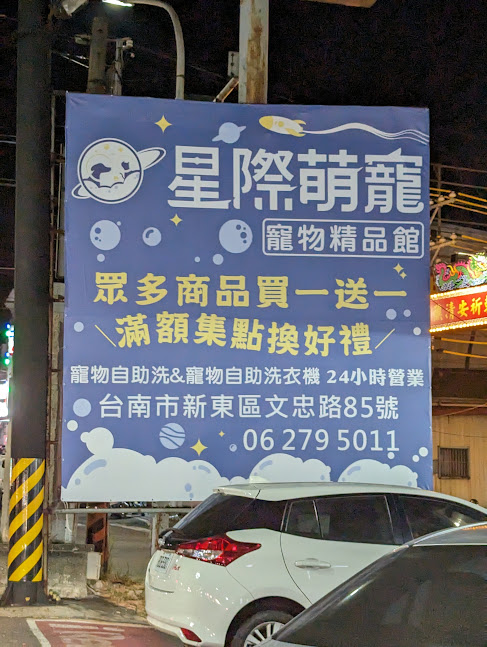 星際萌寵
寵物精品館
眾多商品買一送一
滿額集點換好禮
寵物自助洗&寵物自助洗衣機 24小時營業
台南市新東區文忠路85號
06 279 5011